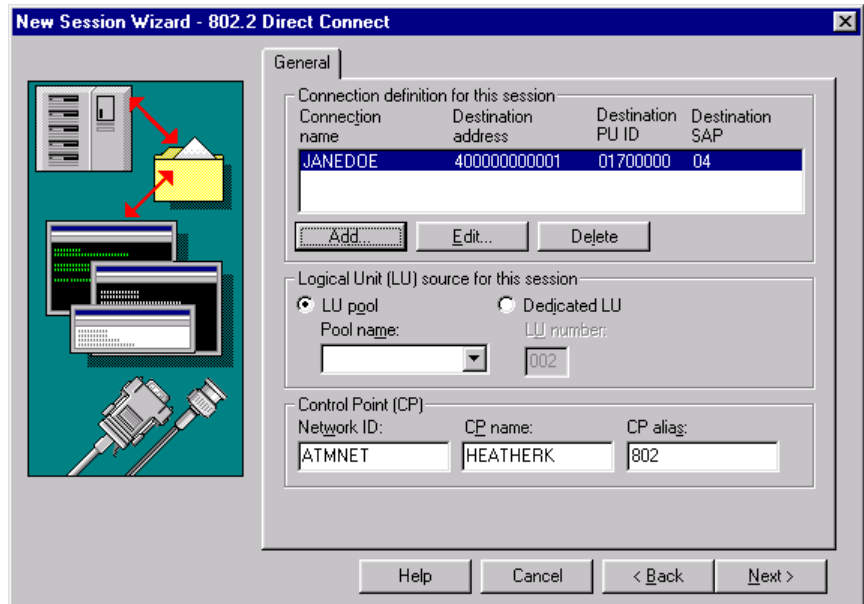 New Session Wizard - 802.2 Direct Connect
General
Connection definition for this session
Connection name Destination address Destination PU ID Destination SAP
JANEDOE 400000000001 01700000 04
Add... Edit... Delete
Logical Unit (LU) source for this session
LU pool Dedicated LU
Pool name: LU number:
002
Control Point (CP)
Network ID: CP name: CP alias:
ATMNET HEATHERK 802
Help Cancel < Back Next >